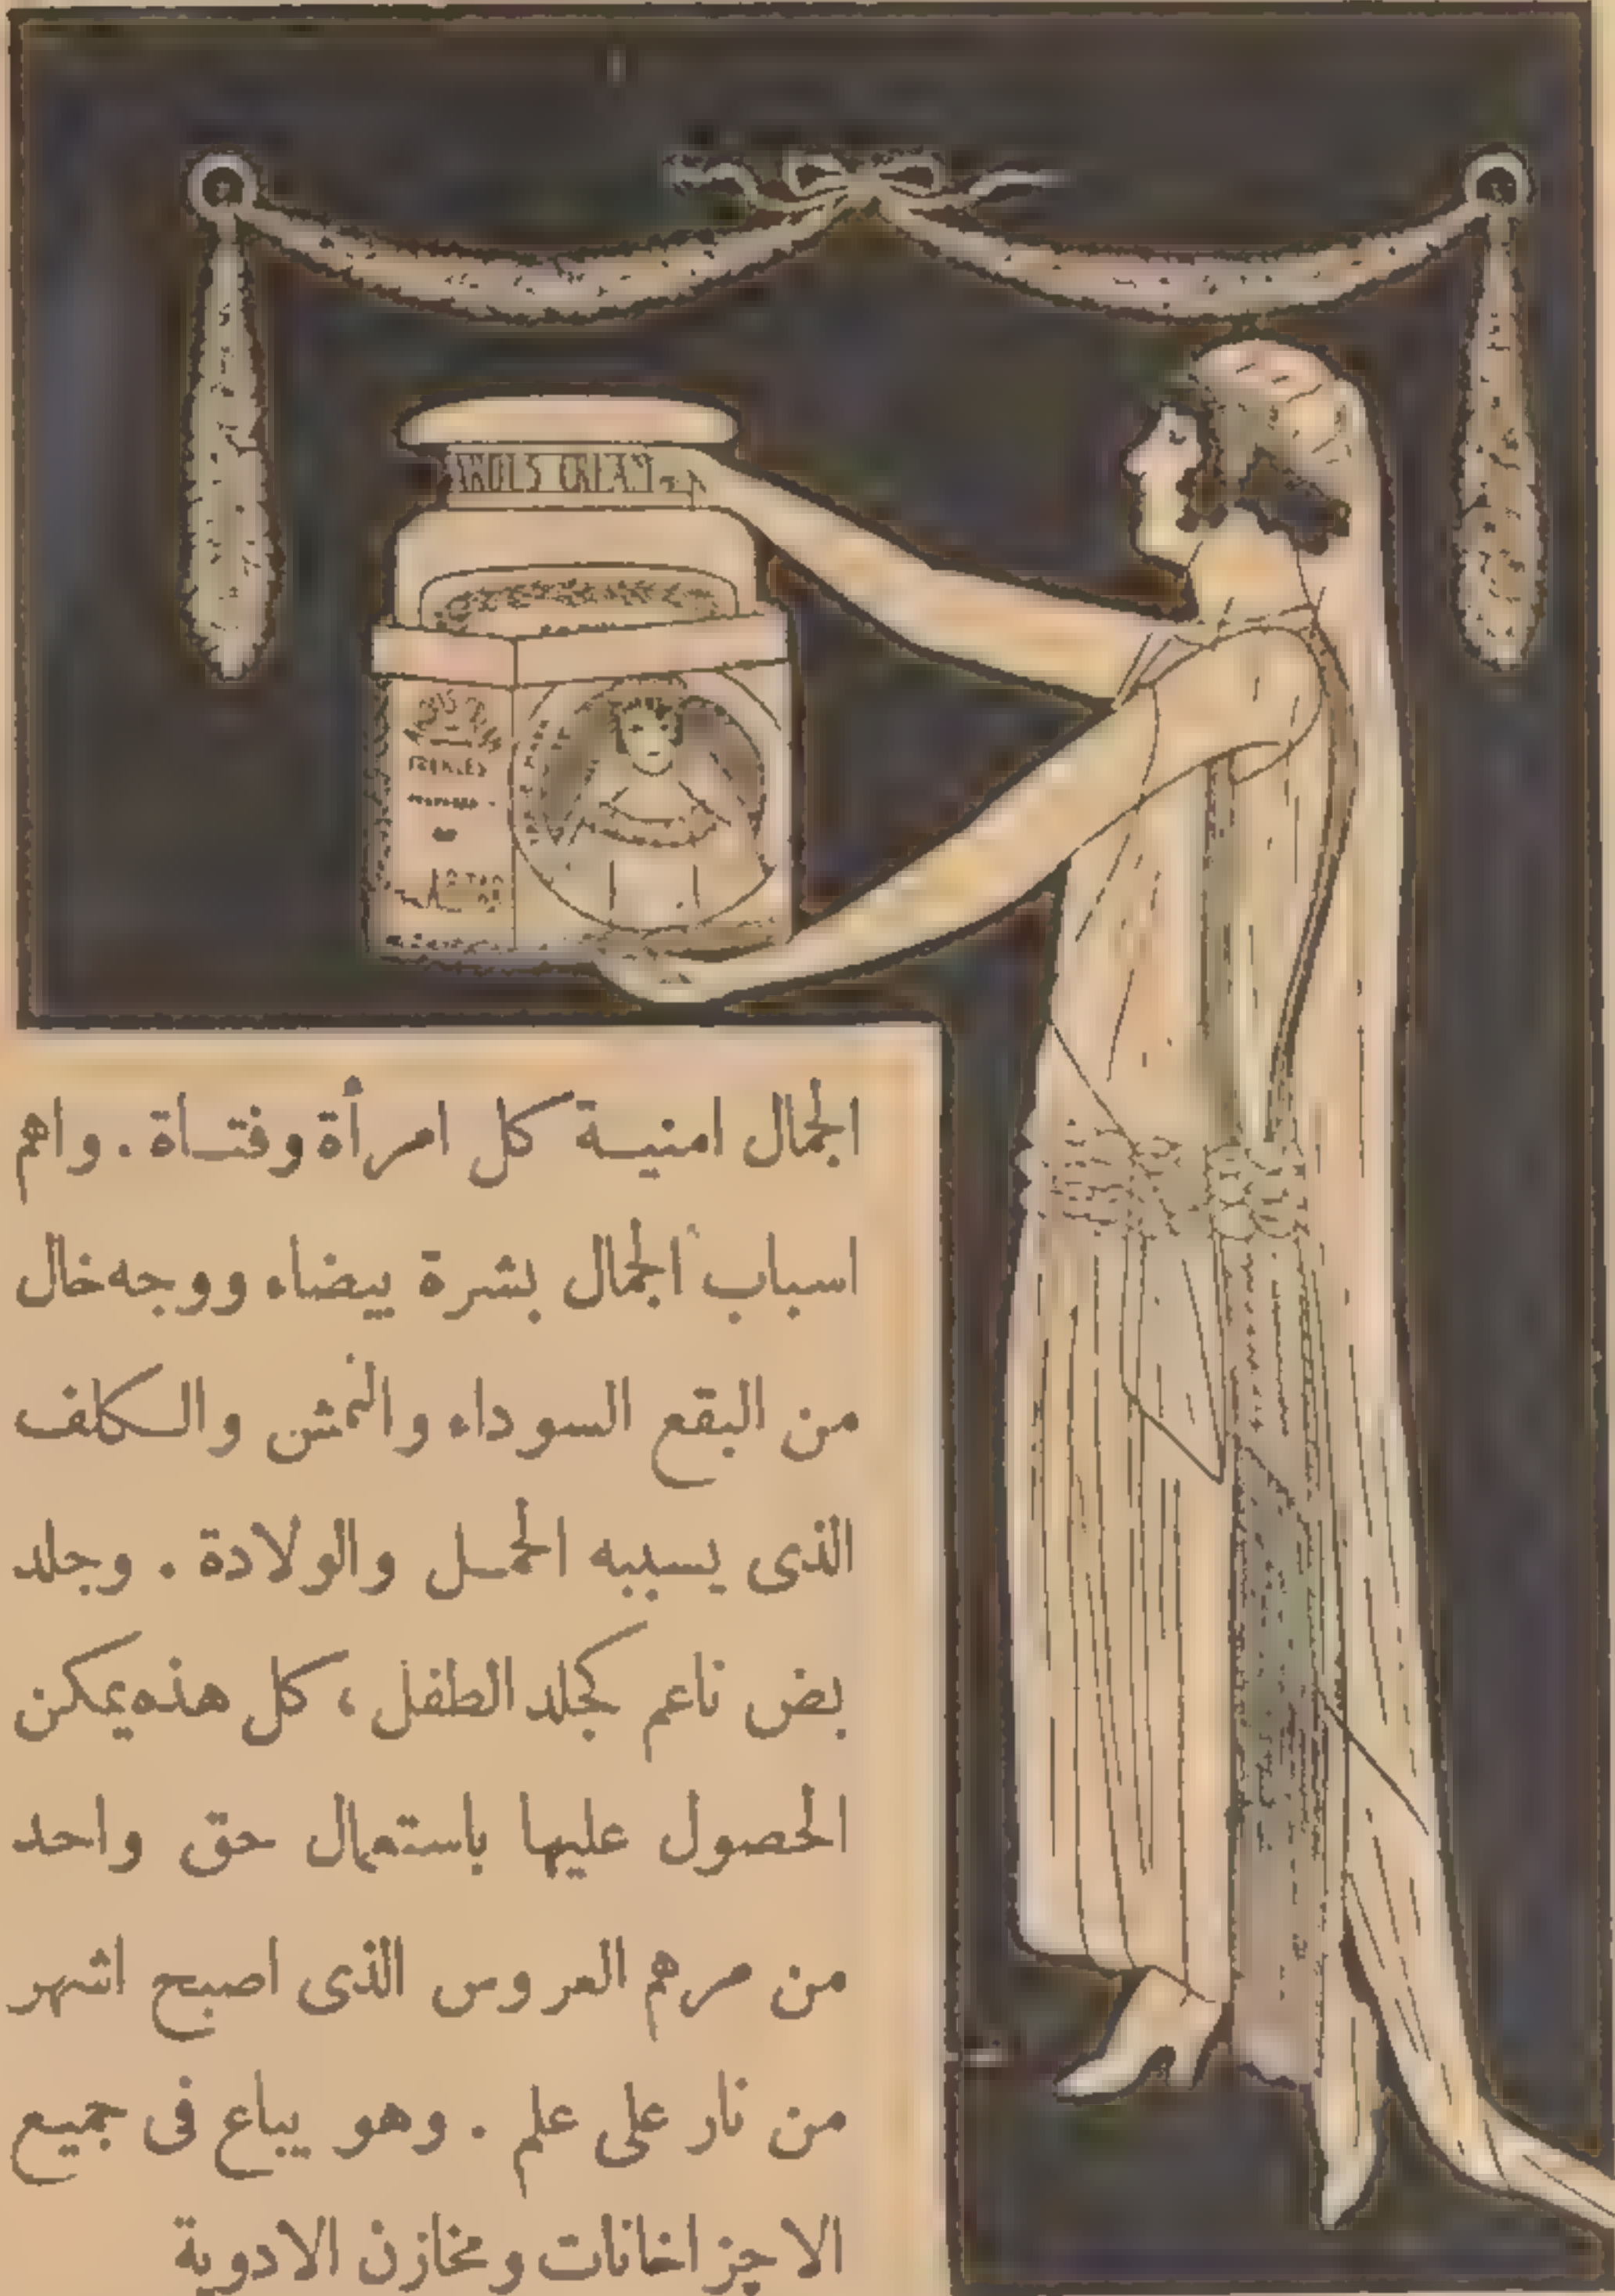 CREAM
الجمال امنيـة كل امرأة وفتـاة . واهم
اسباب الجمال بشرة بيضاء ووجه خال
من البقع السوداء والنمش والـكلف
الذى يسببه الحمـل والولادة . وجلد
بض ناعم كجلد الطفل ، كل هذه يمكن
الحصول عليها باستعمال حق واحد
من مرهم العروس الذى اصبح اشهر
من نار على علم . وهو يباع فى جميع
الاجزاخانات ومخازن الادوية